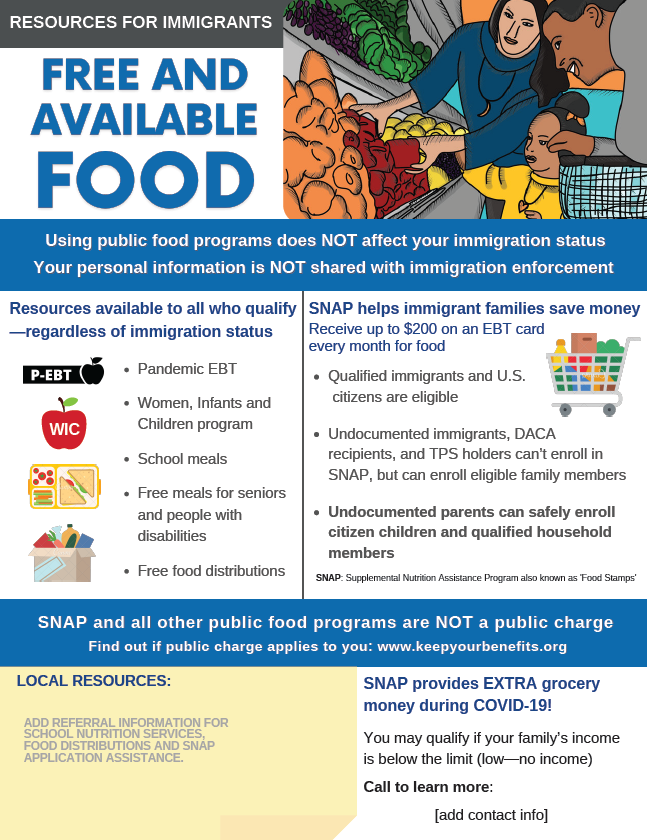 RESOURCES FOR IMMIGRANTS
FREE AND
AVAILABLE
FOOD
Using public food programs does NOT affect your immigration status
Your personal information is NOT shared with immigration enforcement
Resources available to all who qualify
—regardless of immigration status
P-EBT
WIC
• Pandemic EBT
• Women, Infants and
Children program
• School meals
• Free meals for seniors
and people with
disabilities
• Free food distributions
SNAP helps immigrant families save money
Receive up to $200 on an EBT card
every month for food
• Qualified immigrants and U.S.
citizens are eligible
• Undocumented immigrants, DACA
recipients, and TPS holders can't enroll in
SNAP, but can enroll eligible family members
• Undocumented parents can safely enroll
citizen children and qualified household
members
SNAP: Supplemental Nutrition Assistance Program also known as 'Food Stamps'
SNAP and all other public food programs are NOT a public charge
Find out if public charge applies to you: www.keepyourbenefits.org
LOCAL RESOURCES:
ADD REFERRAL INFORMATION FOR
SCHOOL NUTRITION SERVICES,
FOOD DISTRIBUTIONS AND SNAP
APPLICATION ASSISTANCE.
SNAP provides EXTRA grocery
money during COVID-19!
You may qualify if your family's income
is below the limit (low—no income)
Call to learn more:
[add contact info]